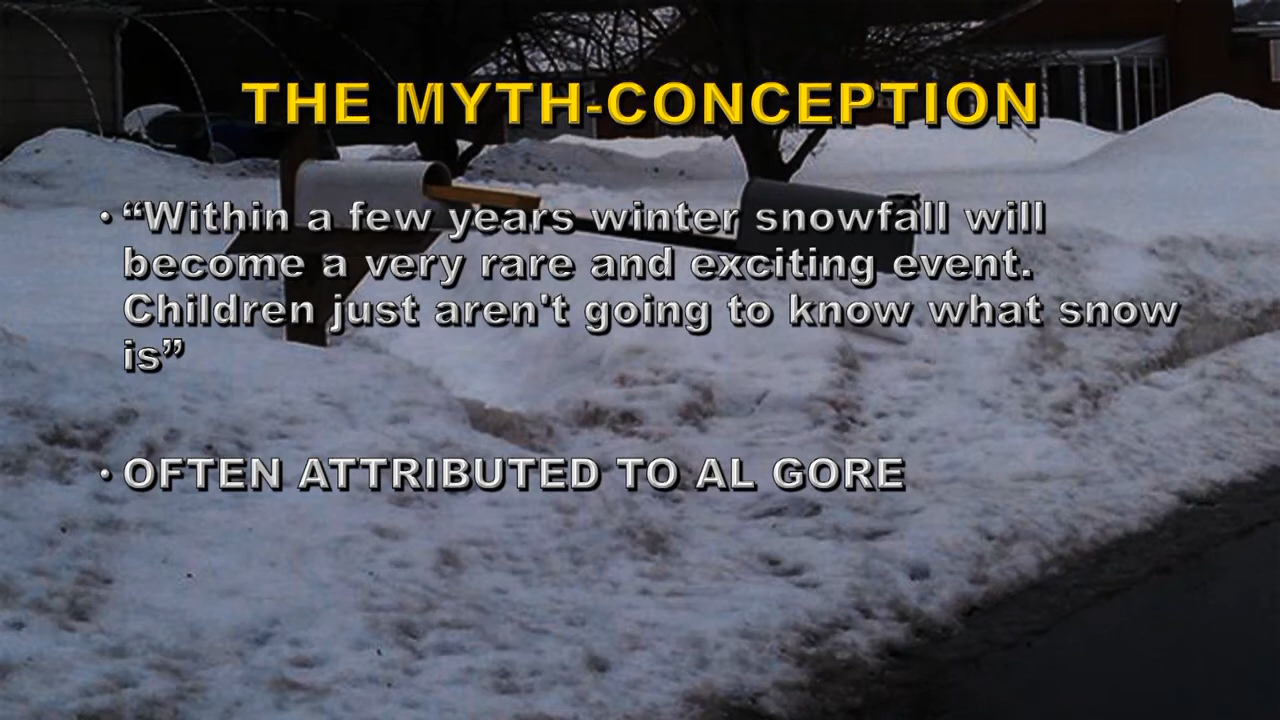 THE MYTH-CONCEPTION
• “Within a few years winter snowfall will
become a very rare and exciting event.
Children just aren't going to know what snow
is”
• OFTEN ATTRIBUTED TO AL GORE